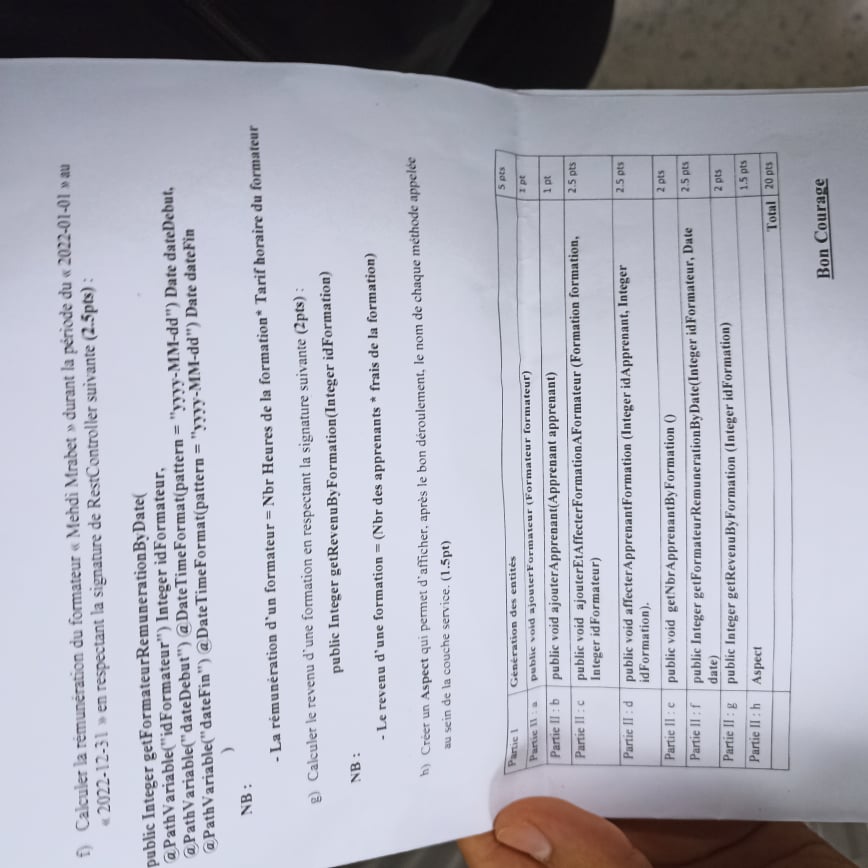 f) Calculer la rémunération du formateur « Mehdi Mrabet » durant la période du « 2022-01-01 » au
« 2022-12-31 » en respectant la signature de RestController suivante (2.5pts) :
public Integer getFormateurRemunerationByDate(
@PathVariable("idFormateur") Integer idFormateur,
@PathVariable("dateDebut") @DateTimeFormat(pattern = "yyyy-MM-dd") Date dateDebut,
@PathVariable("dateFin") @DateTimeFormat(pattern = "yyyy-MM-dd") Date dateFin
)
NB :
- La rémunération d'un formateur = Nbr Heures de la formation* Tarif horaire du formateur
g) Calculer le revenu d'une formation en respectant la signature suivante (2pts) :
public Integer getRevenuByFormation(Integer idFormation)
NB :
- Le revenu d'une formation = (Nbr des apprenants * frais de la formation)
h) Créer un Aspect qui permet d'afficher, après le bon déroulement, le nom de chaque méthode appelée
au sein de la couche service. (1.5pt)
Partie I Génération des entités 5 pts
Partie II : a public void ajouterFormateur (Formateur formateur) 1 pt
Partie II : b public void ajouterApprenant(Apprenant apprenant) 1 pt
Partie II : c public void ajouterEtAffecterFormationAFormateur (Formation formation, 2.5 pts
Integer idFormateur)
Partie II : d public void affecterApprenantFormation (Integer idApprenant, Integer 2.5 pts
idFormation).
Partie II : e public void getNbrApprenantByFormation () 2 pts
Partie II : f public Integer getFormateurRemunerationByDate(Integer idFormateur, Date 2.5 pts
date)
Partie II : g public Integer getRevenuByFormation (Integer idFormation) 2 pts
Partie II : h Aspect 1.5 pts
Total 20 pts
Bon Courage